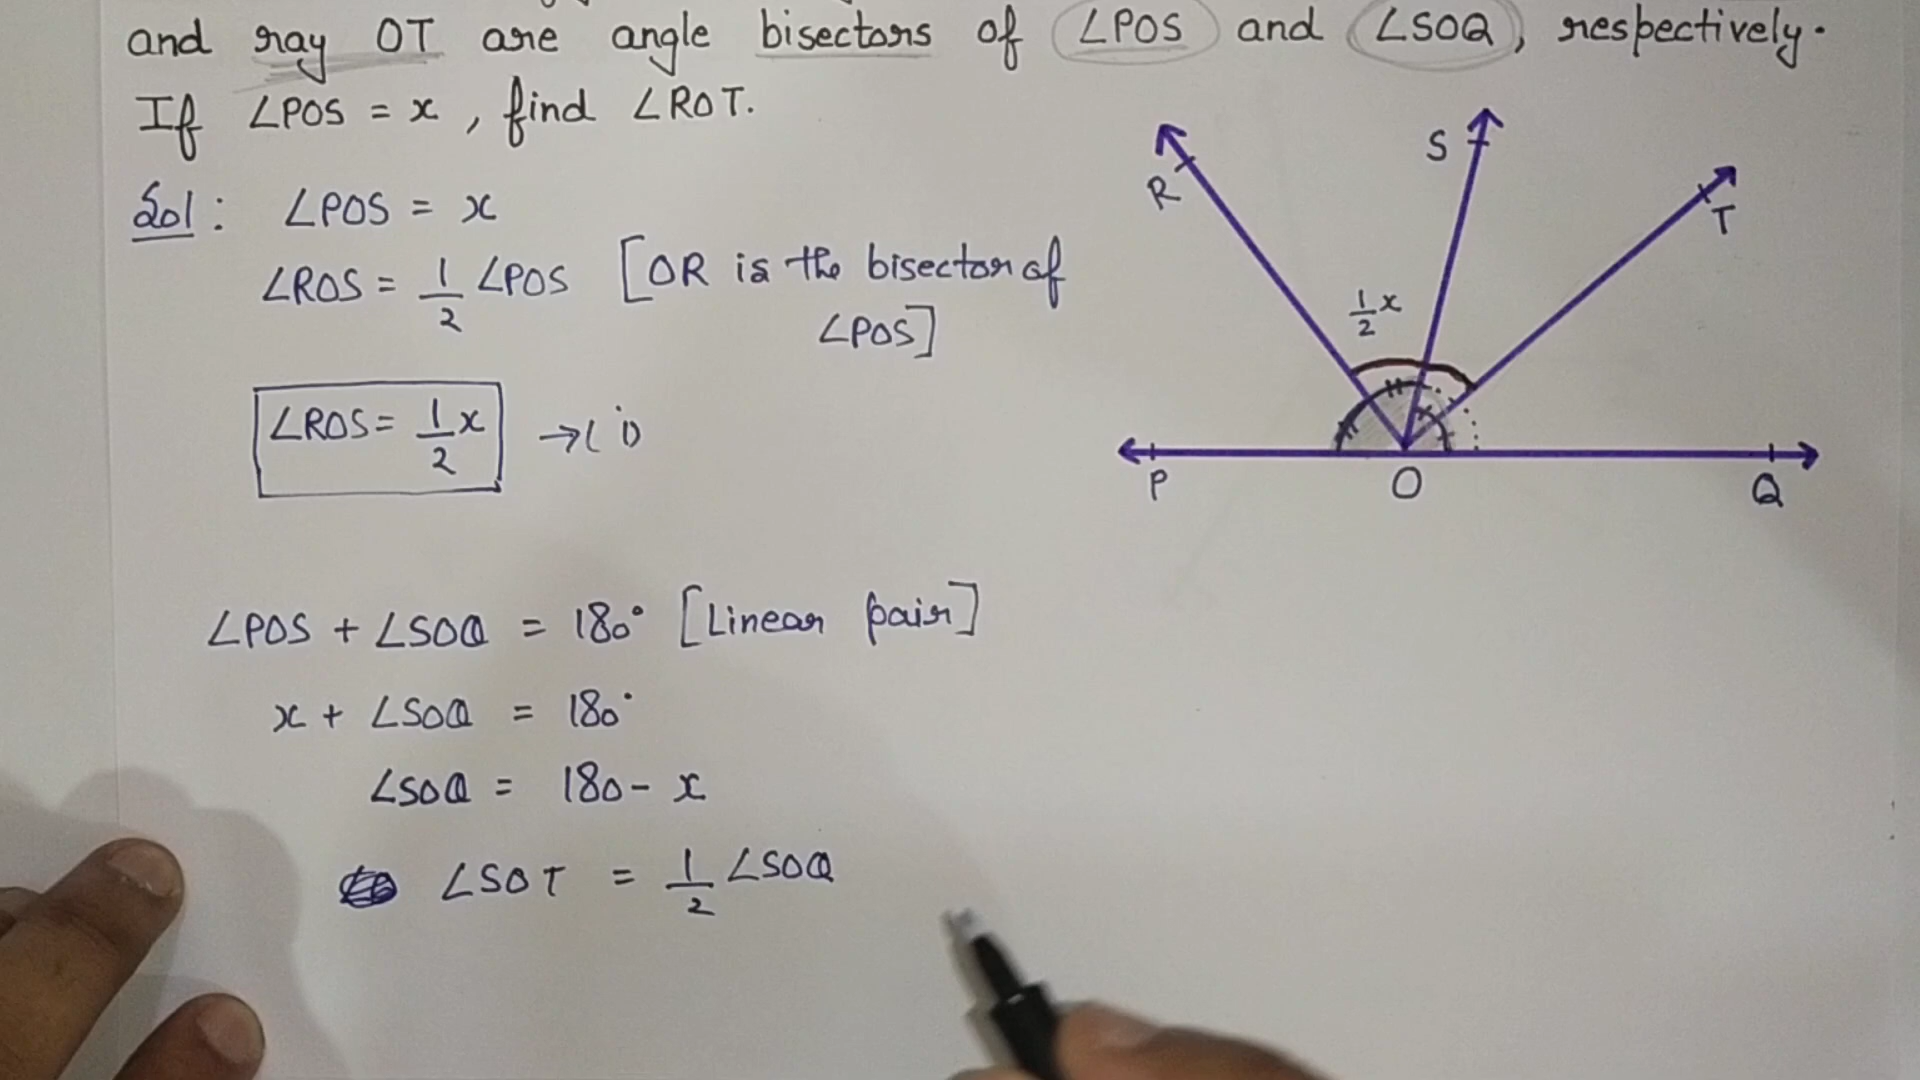 and ray OT are angle bisectors of ∠POS and ∠SOQ, respectively.
If ∠POS = x, find ∠ROT.
Sol: ∠POS = x
∠ROS = 1/2 ∠POS [OR is the bisector of
∠POS]
∠ROS = 1/2 x → (i)
∠POS + ∠SOQ = 180° [Linear pair]
x + ∠SOQ = 180°
∠SOQ = 180 - x
∠SOT = 1/2 ∠SOQ
R
S
T
1/2 x
P
O
Q